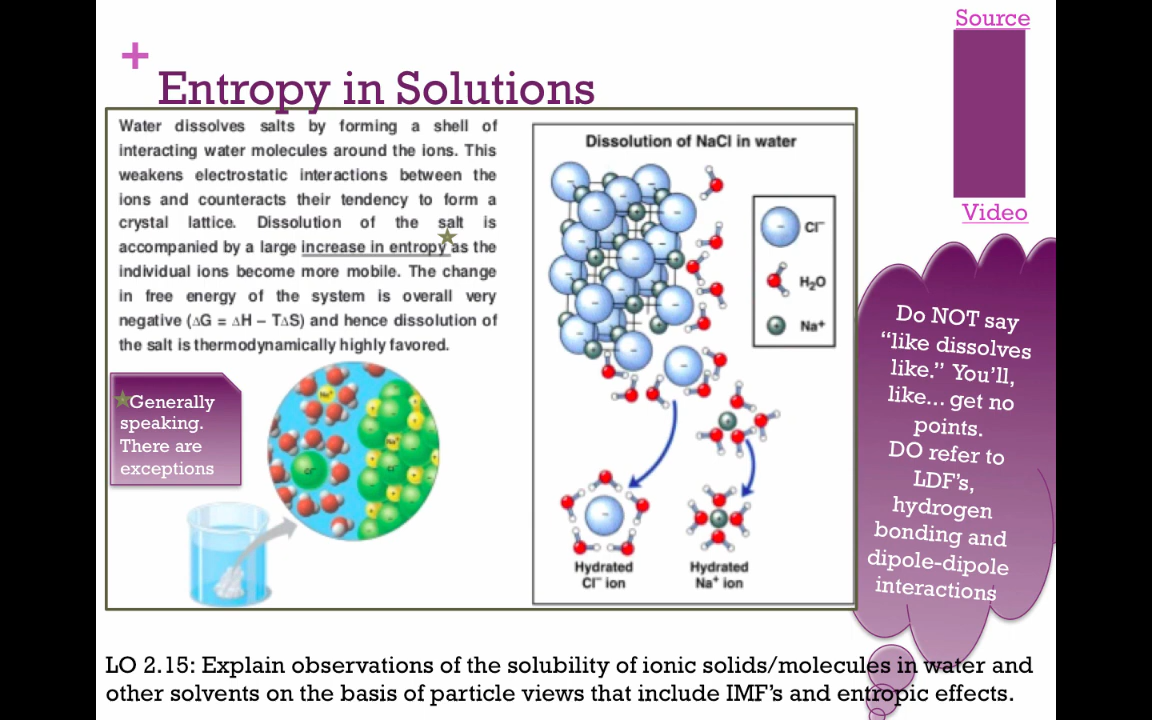 Source
+
Entropy in Solutions
Water dissolves salts by forming a shell of
interacting water molecules around the ions. This
weakens electrostatic interactions between the
ions and counteracts their tendency to form a
crystal lattice. Dissolution of the salt is
accompanied by a large increase in entropy as the
individual ions become more mobile. The change
in free energy of the system is overall very
negative (ΔG = ΔH – TΔS) and hence dissolution of
the salt is thermodynamically highly favored.
Generally
speaking.
There are
exceptions
Na⁺
Na⁺
Cl⁻
Cl⁻
Dissolution of NaCl in water
Cl⁻
H₂O
Na⁺
Hydrated
Cl⁻ ion
Hydrated
Na⁺ ion
Video
Do NOT say
“like dissolves
like.” You’ll,
like... get no
points.
DO refer to
LDF’s,
hydrogen
bonding and
dipole-dipole
interactions
LO 2.15: Explain observations of the solubility of ionic solids/molecules in water and
other solvents on the basis of particle views that include IMF’s and entropic effects.